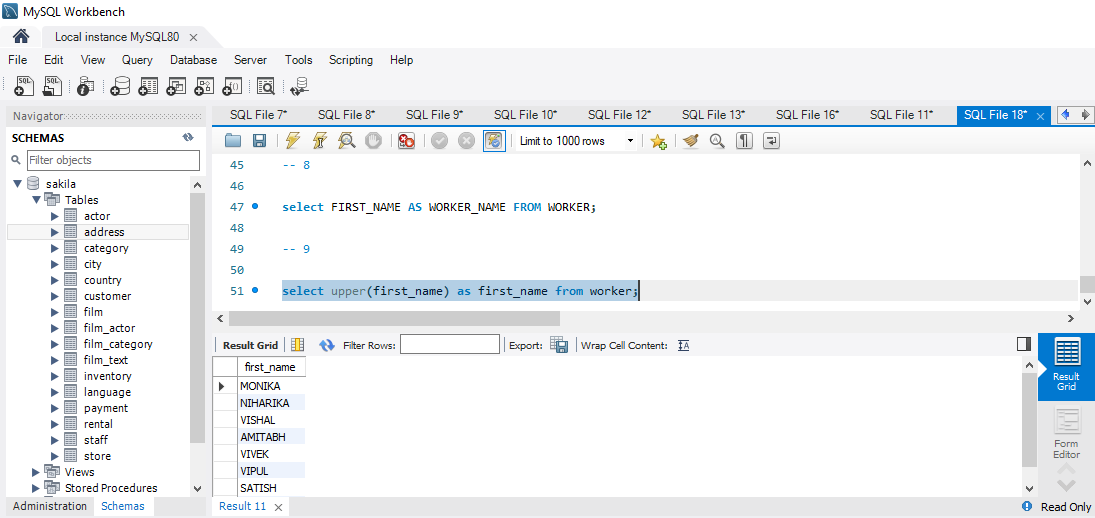 MySQL Workbench
Local instance MySQL80
File Edit View Query Database Server Tools Scripting Help
Navigator
SCHEMAS
Filter objects
sakila
Tables
actor
address
category
city
country
customer
film
film_actor
film_category
film_text
inventory
language
payment
rental
staff
store
Views
Stored Procedures
Administration Schemas
SQL File 7* SQL File 8* SQL File 9* SQL File 10* SQL File 12* SQL File 13* SQL File 16* SQL File 11* SQL File 18*
Limit to 1000 rows
45 -- 8
46
47 select FIRST_NAME AS WORKER_NAME FROM WORKER;
48
49 -- 9
50
51 select upper(first_name) as first_name from worker;
Result Grid Filter Rows: Export: Wrap Cell Content:
first_name
MONIKA
NIHARIKA
VISHAL
AMITABH
VIVEK
VIPUL
SATISH
Result
Grid
Form
Editor
Result 11
Read Only